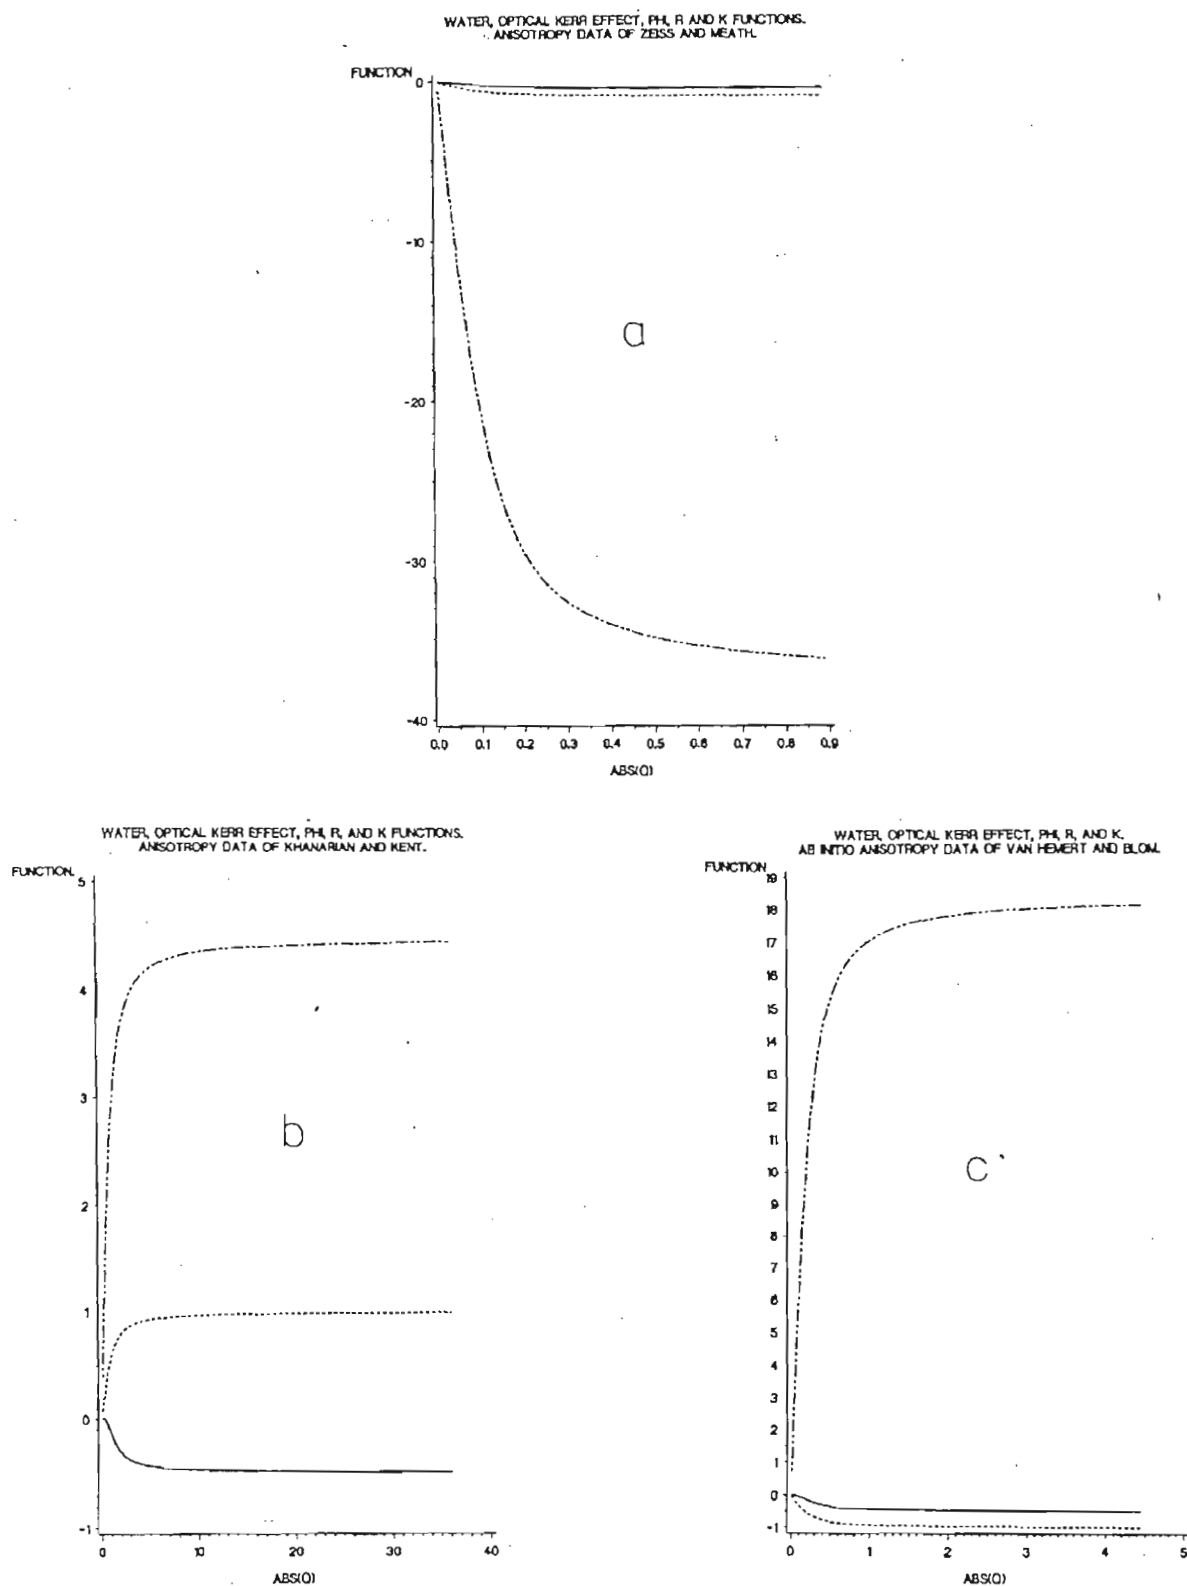 WATER, OPTICAL KERR EFFECT, PHI, R AND K FUNCTIONS.
ANISOTROPY DATA OF ZEISS AND MEATH.
FUNCTION
0
-10
-20
-30
-40
a
0.0 0.1 0.2 0.3 0.4 0.5 0.6 0.7 0.8 0.9
ABS(Q)
WATER, OPTICAL KERR EFFECT, PHI, R, AND K FUNCTIONS.
ANISOTROPY DATA OF KHANARIAN AND KENT.
FUNCTION.
5
4
3
2
1
0
-1
b
0 10 20 30 40
ABS(Q)
WATER, OPTICAL KERR EFFECT, PHI, R, AND K.
AB INITIO ANISOTROPY DATA OF VAN HEMERT AND BLOM.
FUNCTION
19
18
17
16
15
14
13
12
11
10
9
8
7
6
5
4
3
2
1
0
-1
c
0 1 2 3 4 5
ABS(Q)